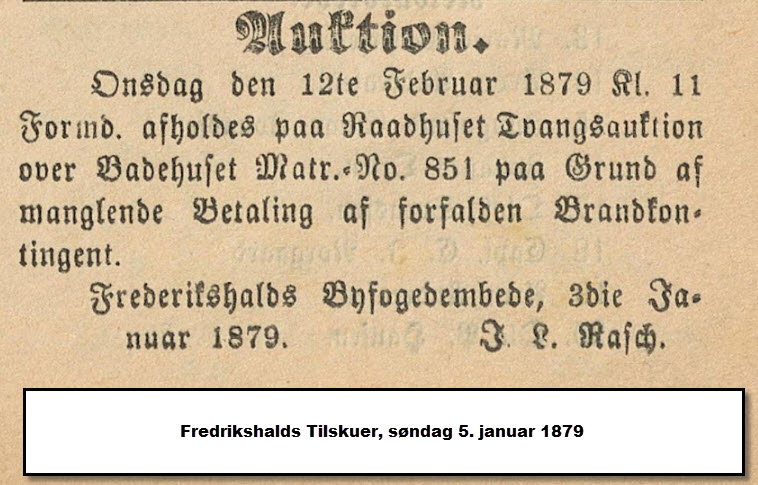 Auktion.
Onsdag den 12te Februar 1879 Kl. 11
Formd. afholdes paa Raadhuset Tvangsauktion
over Badehuset Matr.-No. 851 paa Grund af
manglende Betaling af forfalden Brandkon-
tingent.
Frederikshalds Byfogedembede, 3die Ja-
nuar 1879. J. L. Rasch.
Fredrikshalds Tilskuer, søndag 5. januar 1879